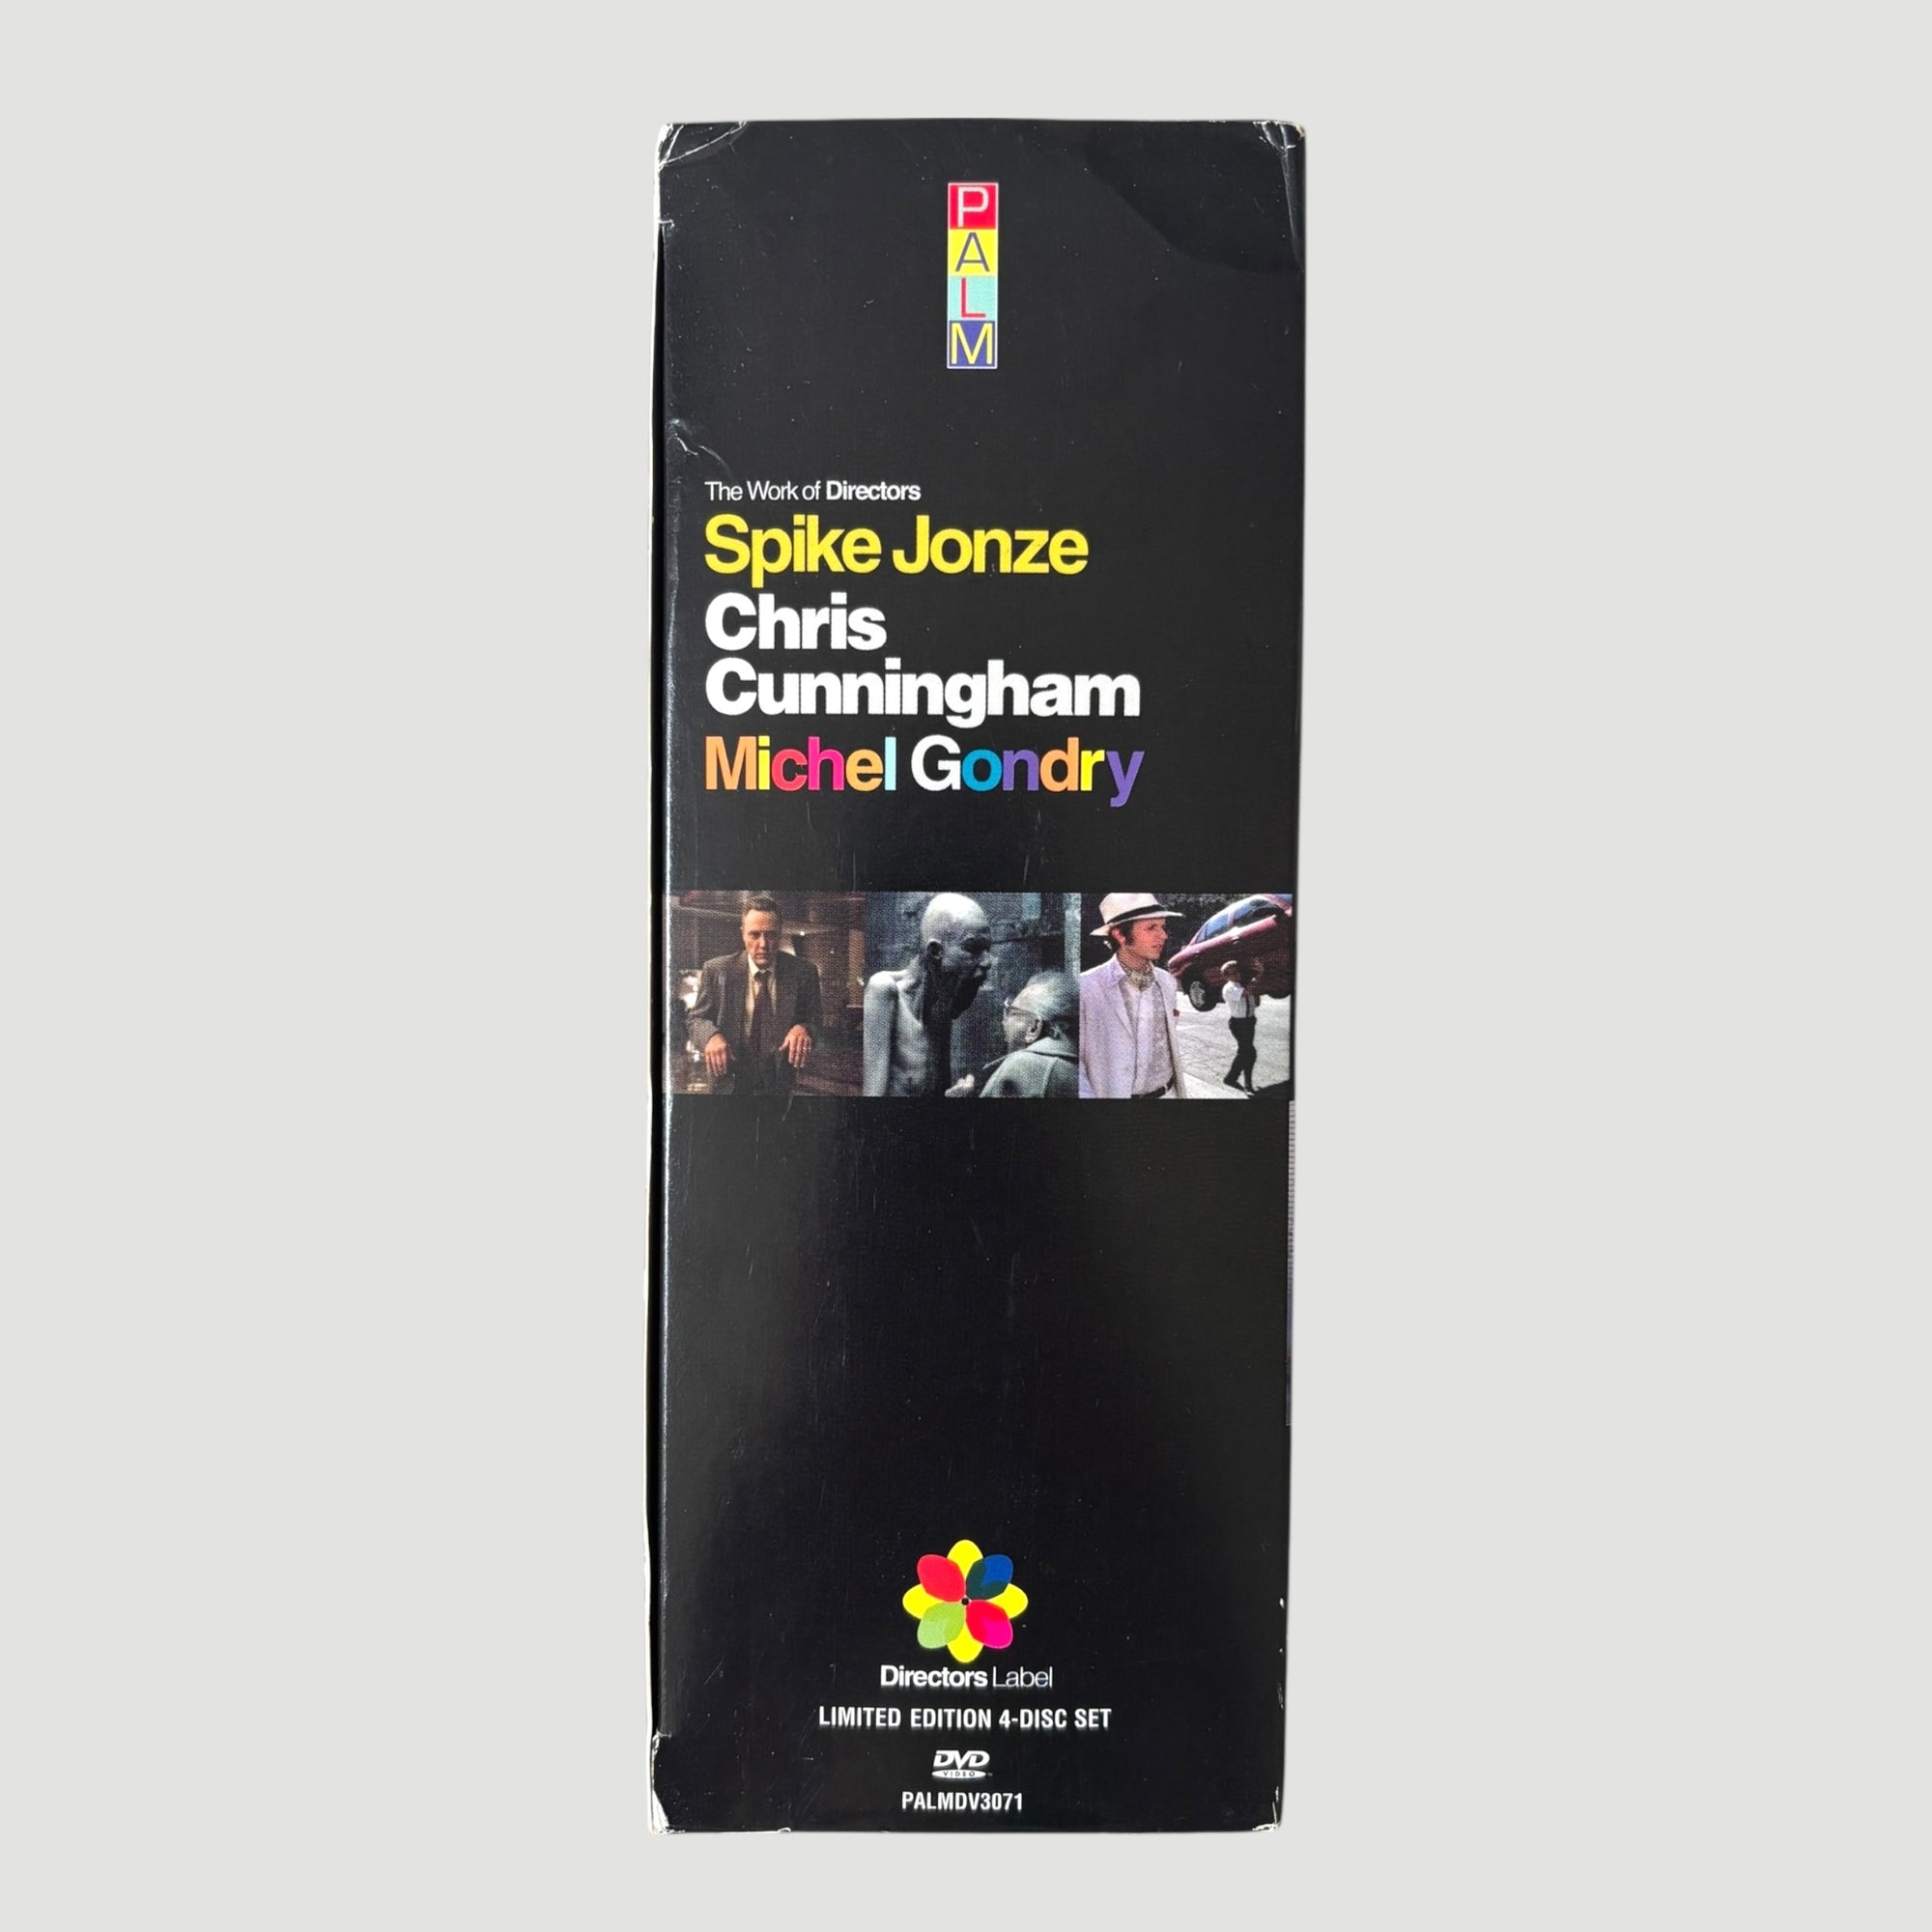 PALM
The Work of Directors
Spike Jonze
Chris
Cunningham
Michel Gondry
Directors Label
LIMITED EDITION 4-DISC SET
DVD
VIDEO
PALMDV3071